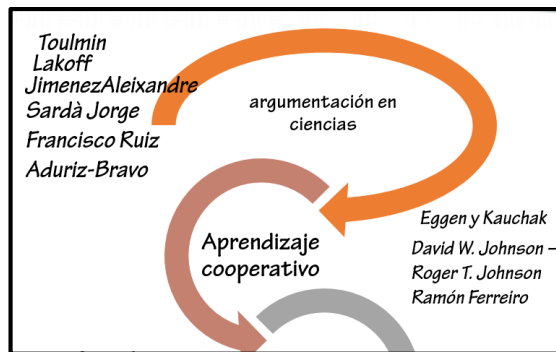 Toulmin
Lakoff
JimenezAleixandre
Sardà Jorge
Francisco Ruiz
Aduriz-Bravo
argumentación en
ciencias
Aprendizaje
cooperativo
Eggen y Kauchak
David W. Johnson –
Roger T. Johnson
Ramón Ferreiro